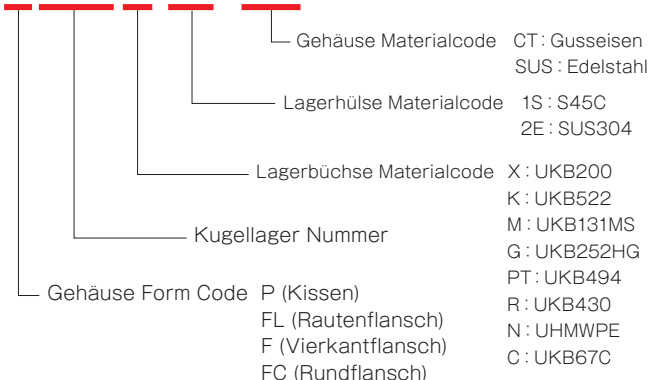 Gehäuse Materialcode CT : Gusseisen
SUS : Edelstahl
Lagerhülse Materialcode 1S : S45C
2E : SUS304
Lagerbüchse Materialcode X : UKB200
K : UKB522
M : UKB131MS
G : UKB252HG
PT : UKB494
R : UKB430
N : UHMWPE
C : UKB67C
Kugellager Nummer
Gehäuse Form Code P (Kissen)
FL (Rautenflansch)
F (Vierkantflansch)
FC (Rundflansch)